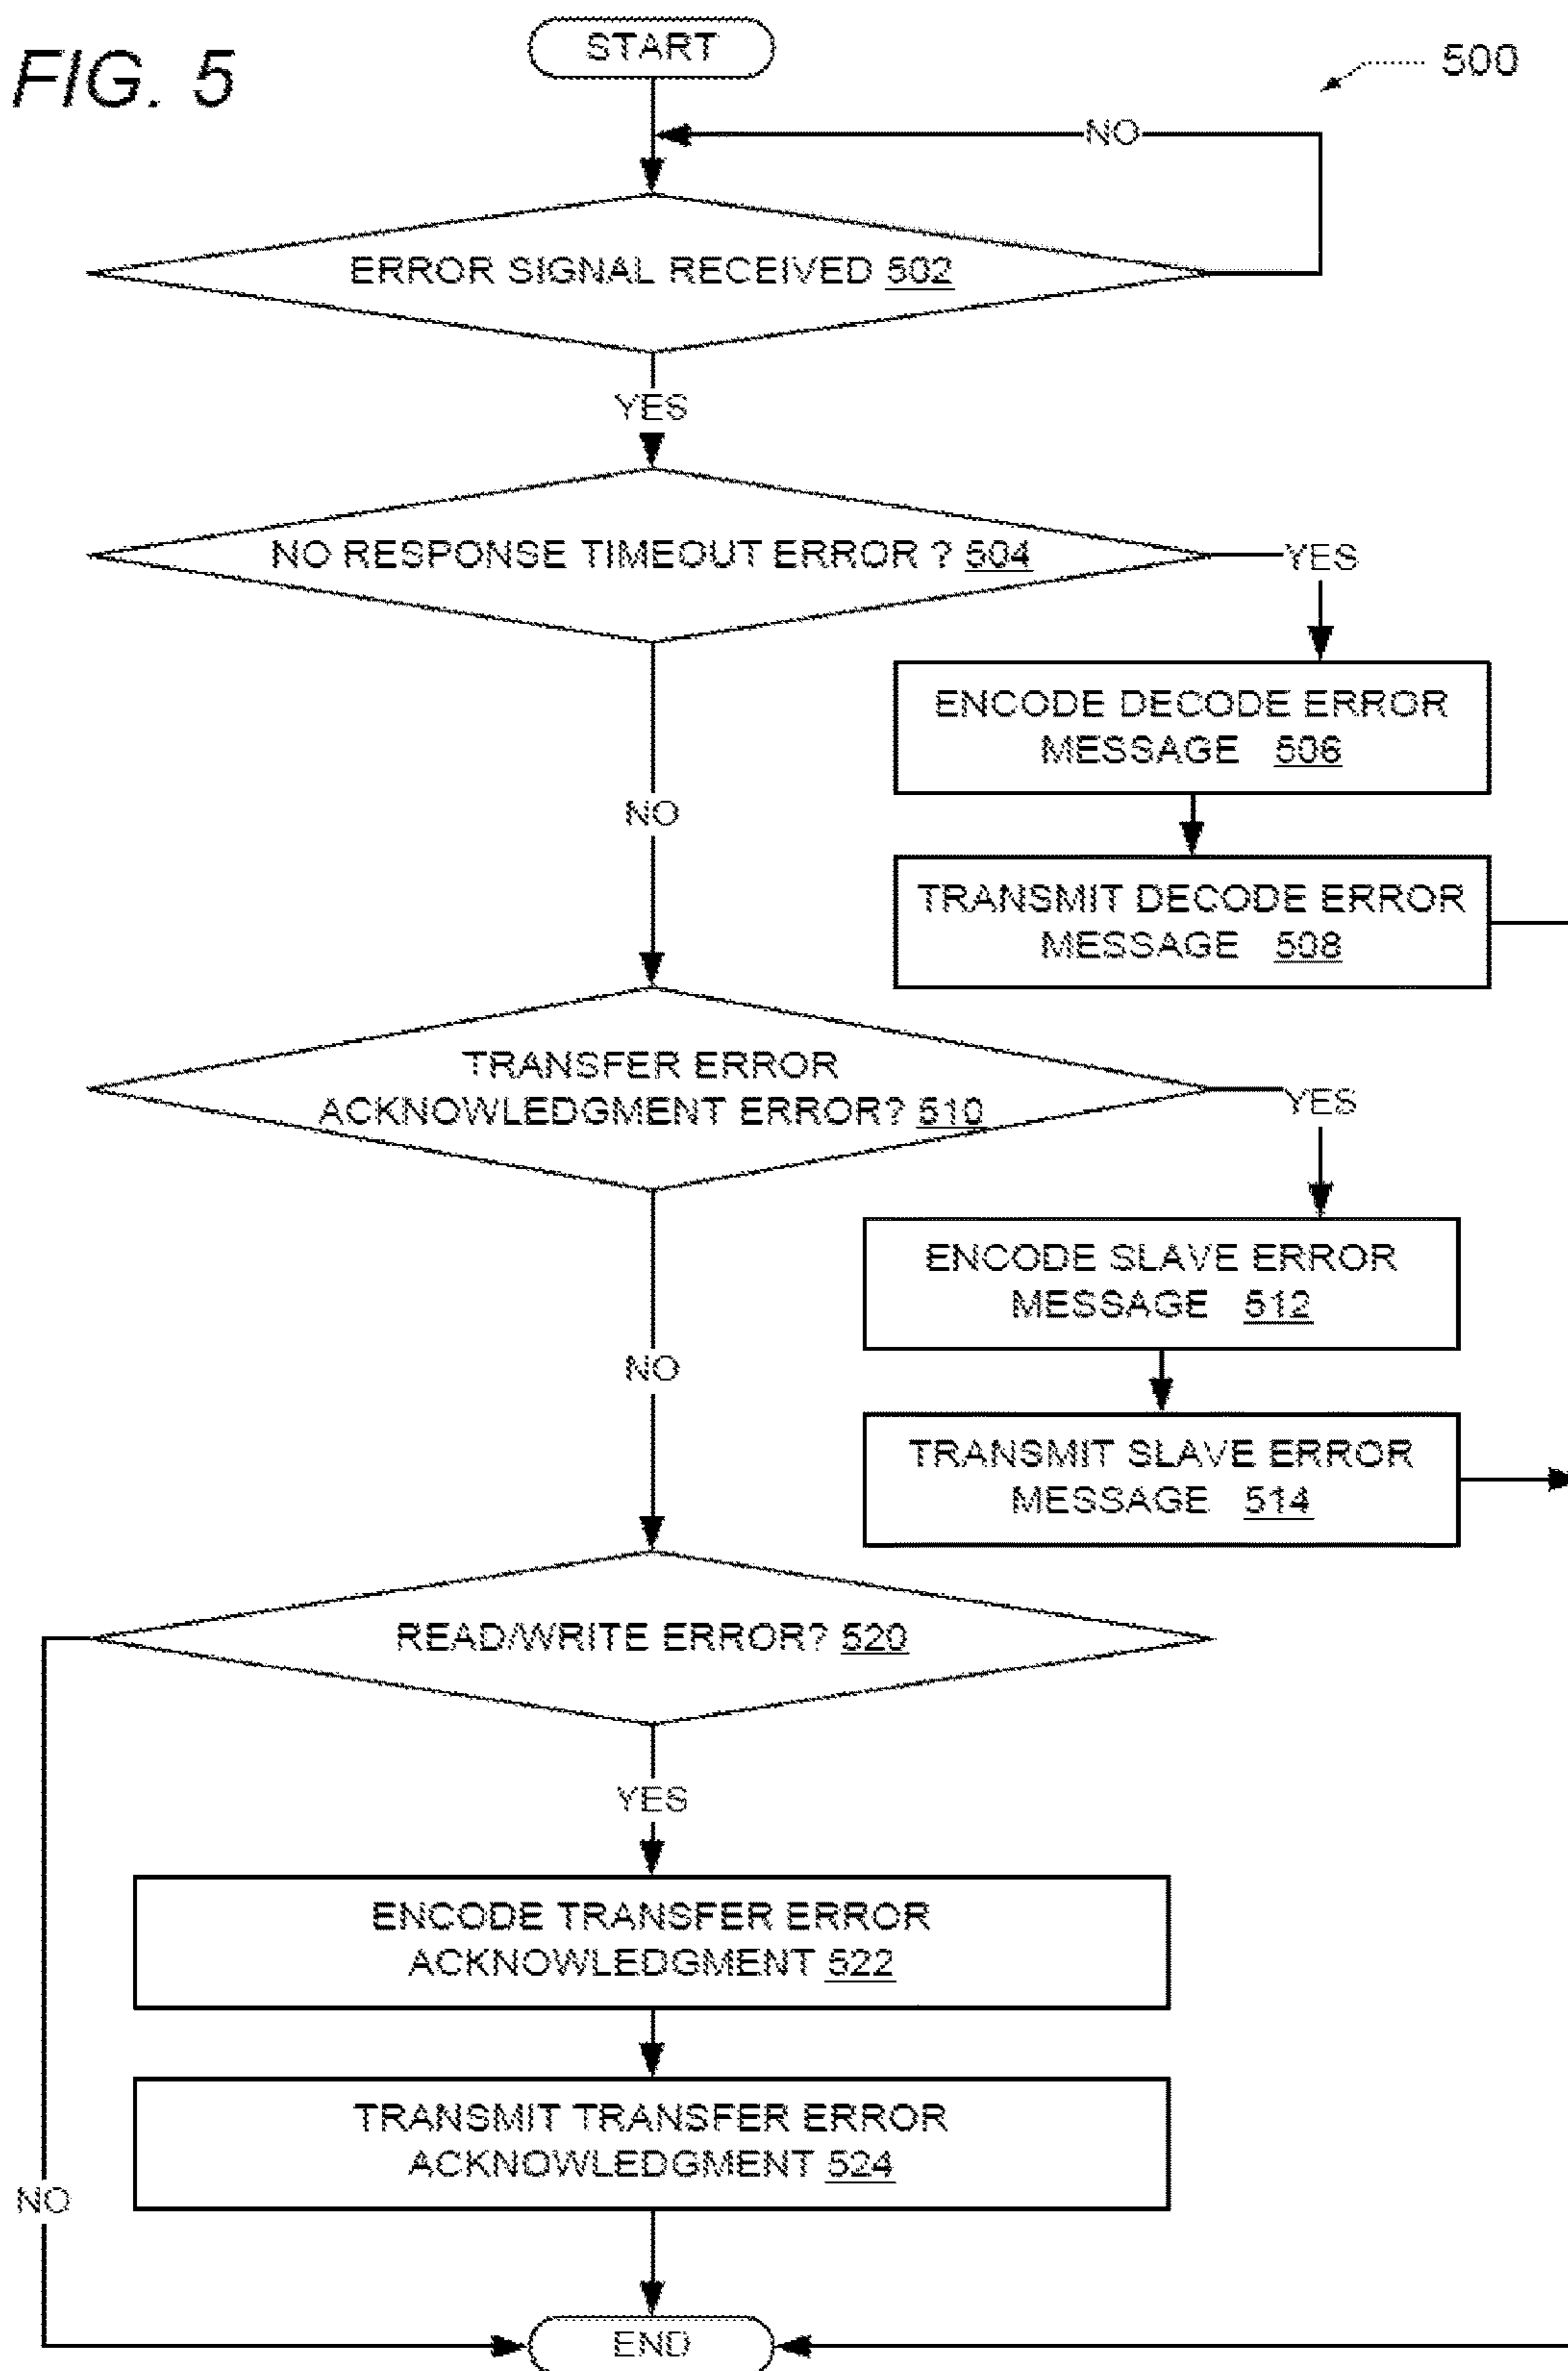 FIG. 5
START
500
NO
ERROR SIGNAL RECEIVED 502
YES
NO RESPONSE TIMEOUT ERROR ? 504
YES
ENCODE DECODE ERROR
MESSAGE 506
NO
TRANSMIT DECODE ERROR
MESSAGE 508
TRANSFER ERROR
ACKNOWLEDGMENT ERROR? 510
YES
ENCODE SLAVE ERROR
MESSAGE 512
NO
TRANSMIT SLAVE ERROR
MESSAGE 514
READ/WRITE ERROR? 520
YES
ENCODE TRANSFER ERROR
ACKNOWLEDGMENT 522
TRANSMIT TRANSFER ERROR
ACKNOWLEDGMENT 524
NO
END